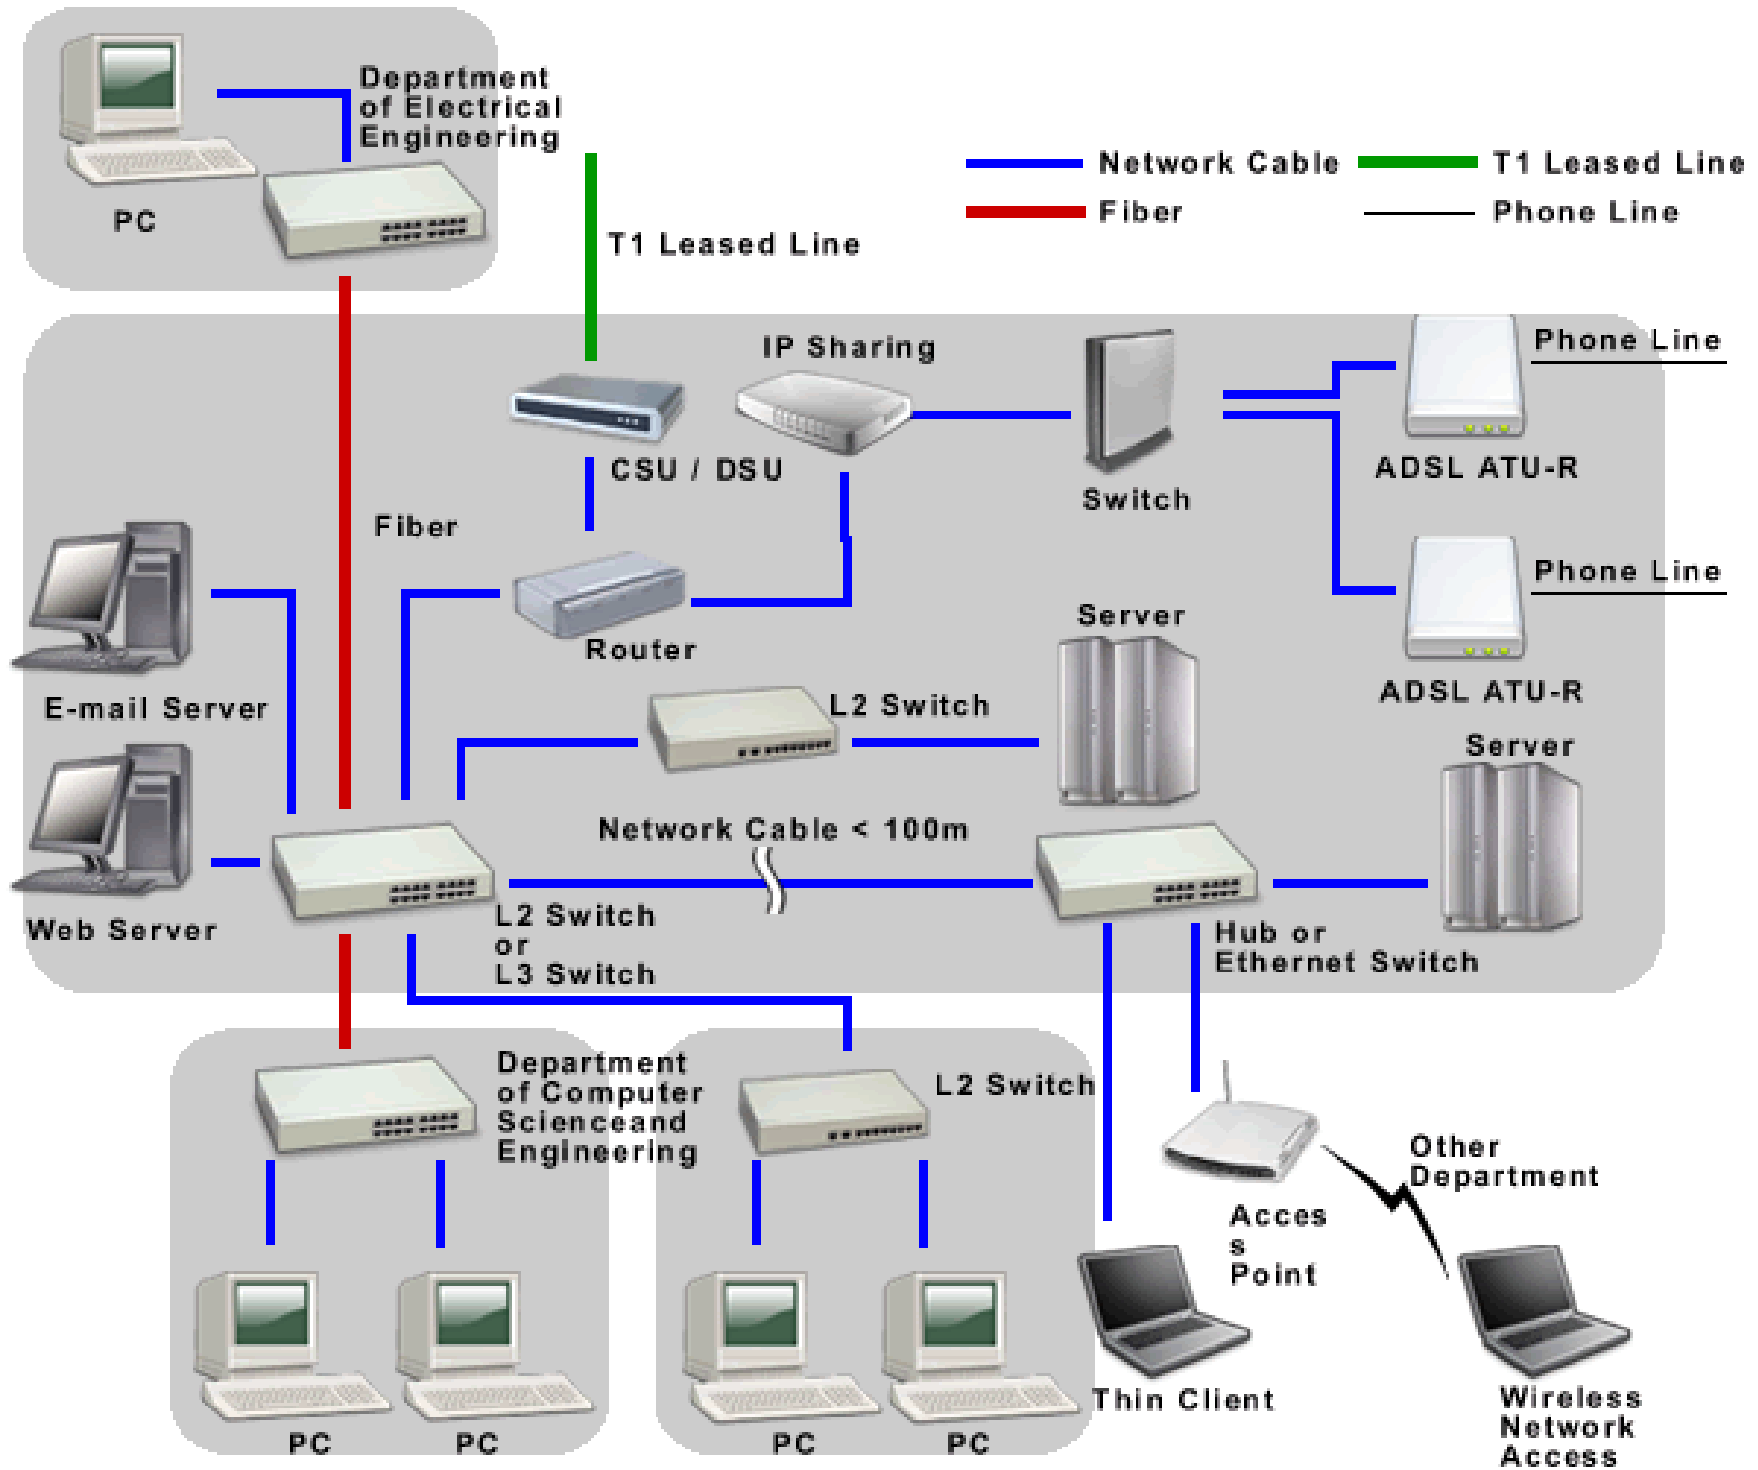 Department
of Electrical
Engineering
PC
Network Cable
T1 Leased Line
Fiber
Phone Line
T1 Leased Line
IP Sharing
Phone Line
CSU / DSU
Switch
ADSL ATU-R
Fiber
Phone Line
Router
Server
E-mail Server
L2 Switch
ADSL ATU-R
Server
Network Cable < 100m
Web Server
L2 Switch
or
L3 Switch
Hub or
Ethernet Switch
Department
of Computer
Scienceand
Engineering
L2 Switch
Other
Department
Acces
s
Point
Thin Client
Wireless
Network
Access
PC
PC
PC
PC